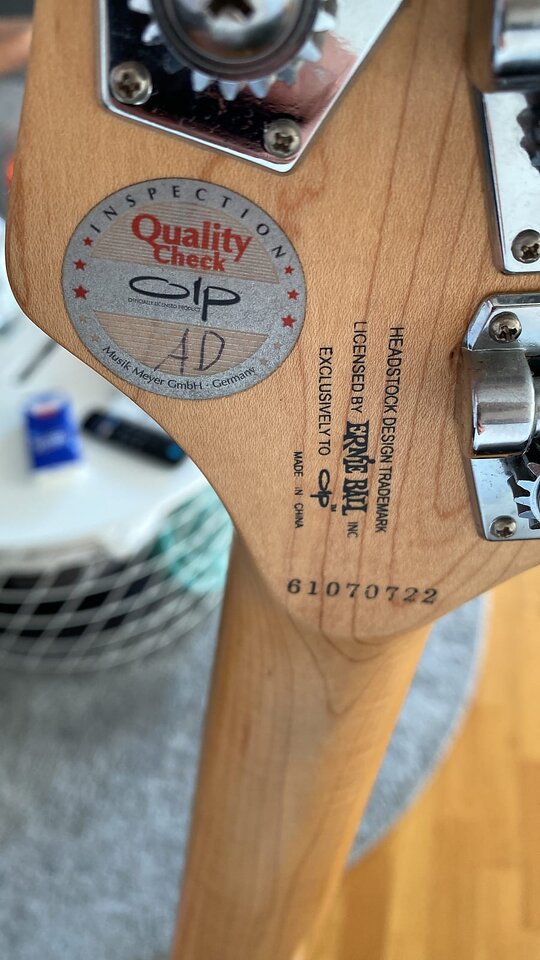 INSPECTION
Quality
Check
olp
OFFICIALLY LICENSED PRODUCT
AD
Musik Meyer GmbH · Germany
HEADSTOCK DESIGN TRADEMARK
LICENSED BY ERNIE BALL INC
EXCLUSIVELY TO olp™
MADE IN CHINA
61070722